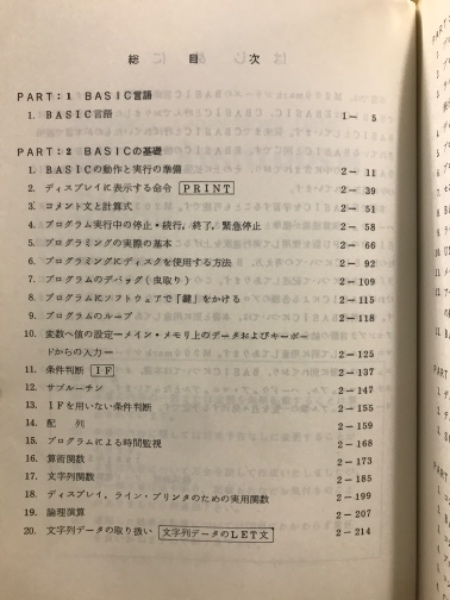 総 目 次
PART:1 BASIC言語
1. BASIC言語 1— 5
PART:2 BASICの基礎
1. BASICの動作と実行の準備 2— 11
2. ディスプレイに表示する命令 PRINT 2— 39
3. コメント文と計算式 2— 51
4. プログラム実行中の停止・続行,終了,緊急停止 2— 58
5. プログラミングの実際の基本 2— 66
6. プログラミングにディスクを使用する方法 2— 92
7. プログラムのデバッグ(虫取り) 2—109
8. プログラムにソフトウェアで「鍵」をかける 2—115
9. プログラムのループ 2—118
10. 変数へ値の設定—メイン・メモリ上のデータおよびキーボー
ドからの入力— 2—125
11. 条件判断 IF 2—137
12. サブルーチン 2—147
13. IFを用いない条件判断 2—155
14. 配 列 2—159
15. プログラムによる時間監視 2—168
16. 算術関数 2—173
17. 文字列関数 2—185
18. ディスプレイ,ライン・プリンタのための実用関数 2—199
19. 論理演算 2—207
20. 文字列データの取り扱い 文字列データのLET文 2—214